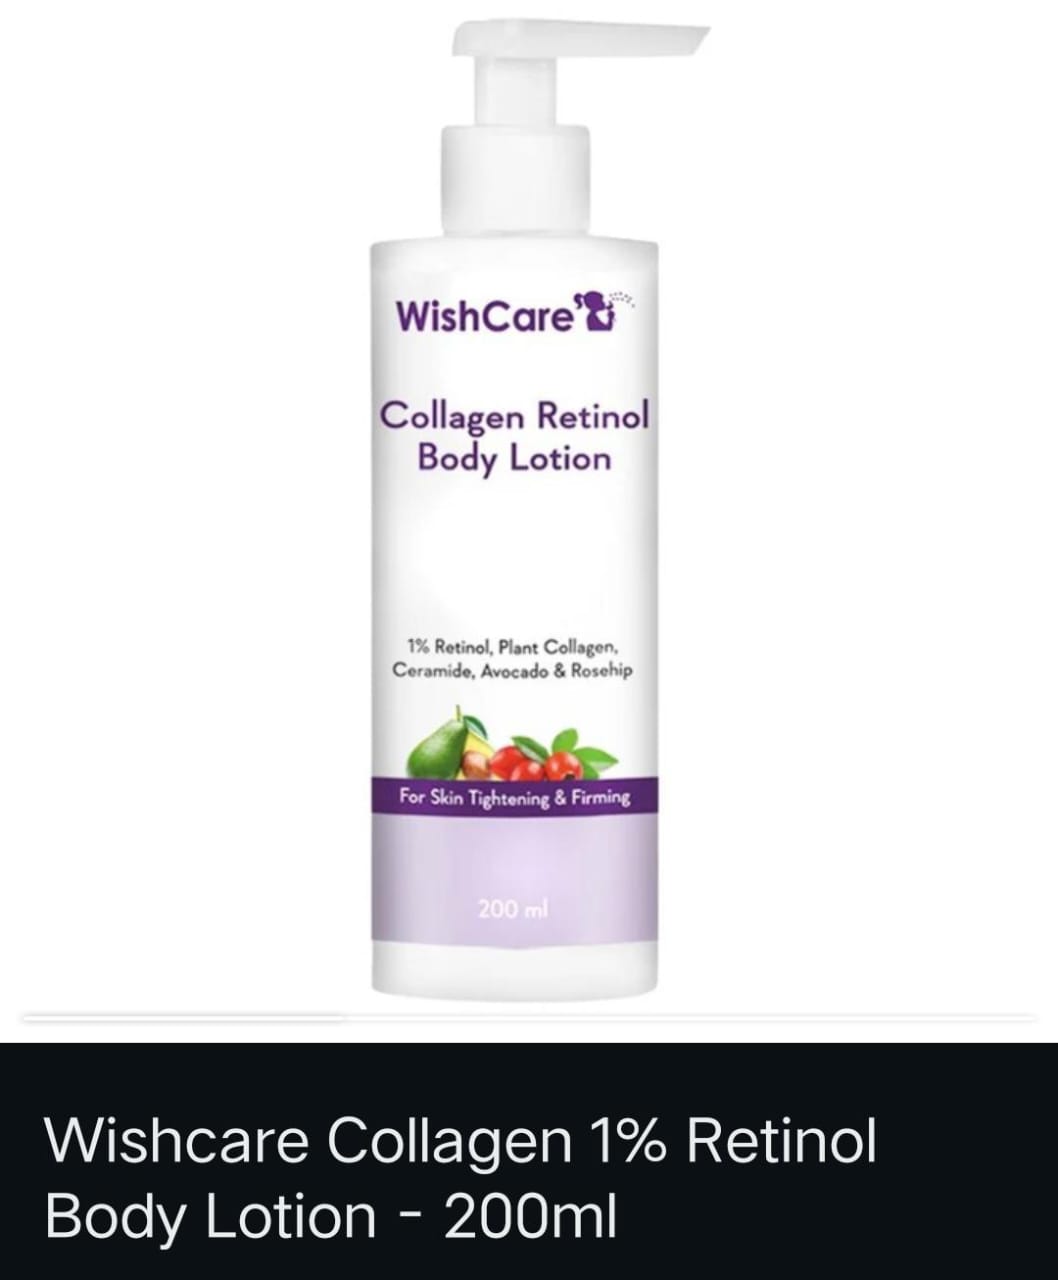 WishCare
Collagen Retinol
Body Lotion
1% Retinol, Plant Collagen,
Ceramide, Avocado & Rosehip
For Skin Tightening & Firming
200 ml
Wishcare Collagen 1% Retinol
Body Lotion - 200ml